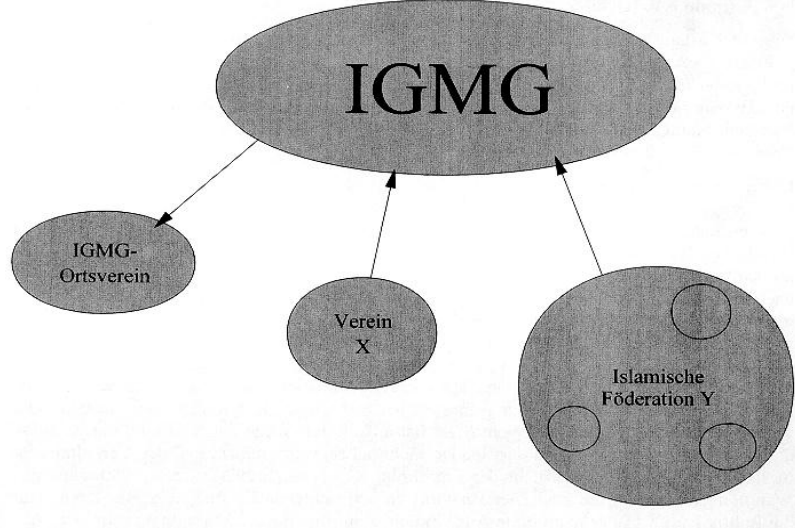 IGMG
IGMG-
Ortsverein
Verein
X
Islamische
Föderation Y